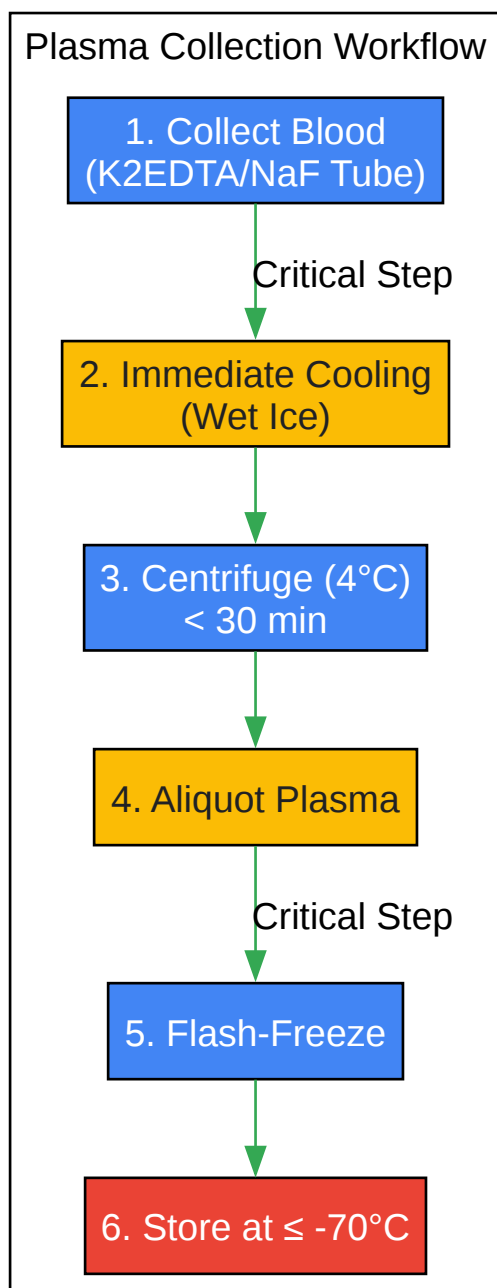 Plasma Collection Workflow
1. Collect Blood
(K2EDTA/NaF Tube)
Critical Step
2. Immediate Cooling
(Wet Ice)
3. Centrifuge (4°C)
< 30 min
4. Aliquot Plasma
Critical Step
5. Flash-Freeze
6. Store at ≤ -70°C